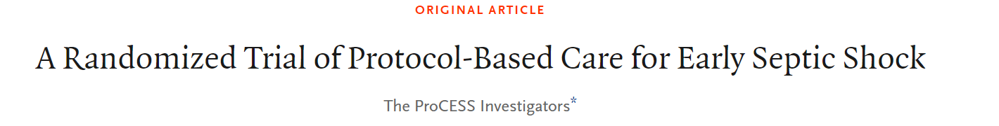 ORIGINAL ARTICLE
A Randomized Trial of Protocol-Based Care for Early Septic Shock
The ProCESS Investigators*